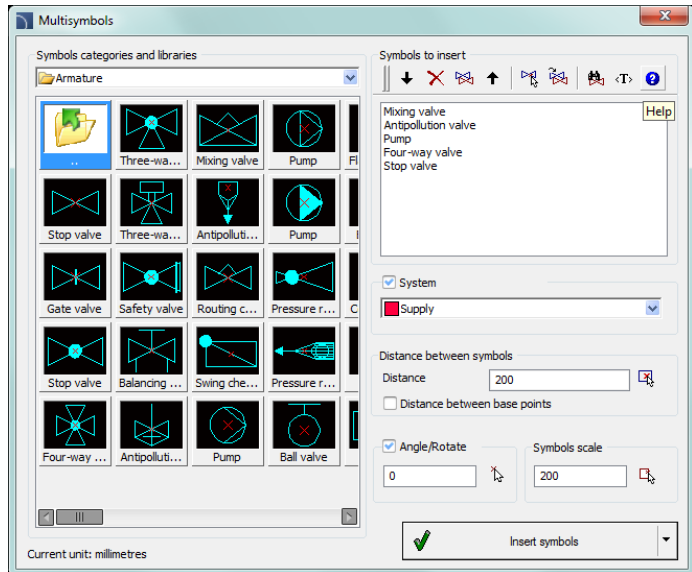 Multisymbols
Symbols categories and libraries
Armature
..
Three-wa...
Mixing valve
Pump
Fl
Stop valve
Three-wa...
Antipolluti...
Pump
Gate valve
Safety valve
Routing c...
Pressure r...
C
Stop valve
Balancing ...
Swing che...
Pressure r...
Four-way ...
Antipolluti...
Pump
Ball valve
Current unit: millimetres
Symbols to insert
<T>
?
Help
Mixing valve
Antipollution valve
Pump
Four-way valve
Stop valve
System
Supply
Distance between symbols
Distance
200
Distance between base points
Angle/Rotate
0
Symbols scale
200
Insert symbols